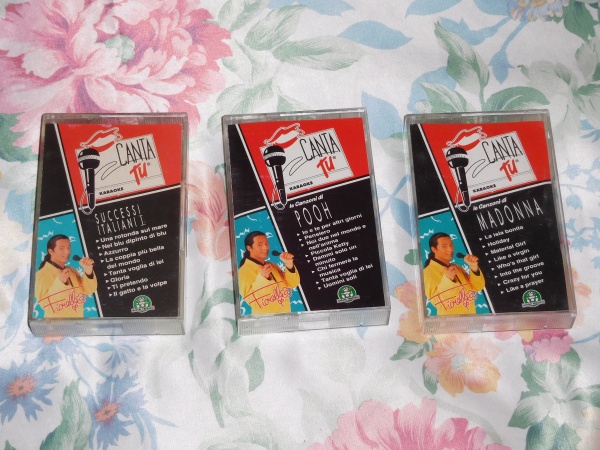 CANTA
TU
KARAOKE
SUCCESSI
ITALIANI 1
Una rotonda sul mare
Nel blu dipinto di blu
Azzurro
La coppia più bella
del mondo
Tanta voglia di lei
Gloria
Ti pretendo
Il gatto e la volpe
Fiorello
CANTA
TU
KARAOKE
le Canzoni di
POOH
Io e te per altri giorni
Pensiero
Noi due nel mondo e
nell'anima
Piccola Ketty
Dammi solo un
minuto
Chi fermerà la
musica
Tanta voglia di lei
Uomini soli
Fiorello
CANTA
TU
KARAOKE
le Canzoni di
MADONNA
La isla bonita
Holiday
Material Girl
Like a virgin
Who's that girl
Into the groove
Crazy for you
Like a prayer
Fiorello